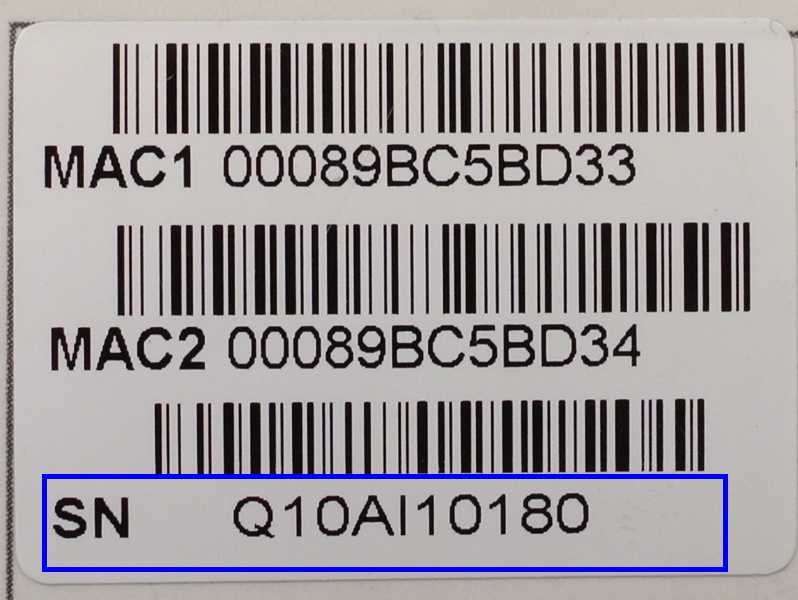 MAC1 00089BC5BD33
MAC2 00089BC5BD34
SN Q10AI10180